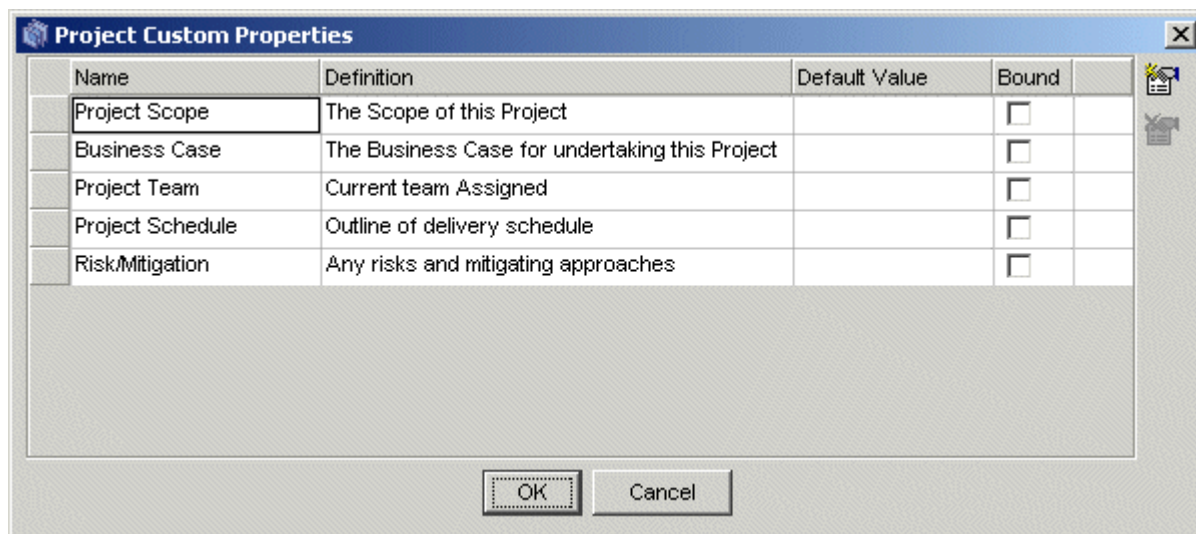 Project Custom Properties
Name Definition Default Value Bound
Project Scope The Scope of this Project
Business Case The Business Case for undertaking this Project
Project Team Current team Assigned
Project Schedule Outline of delivery schedule
Risk/Mitigation Any risks and mitigating approaches
OK Cancel